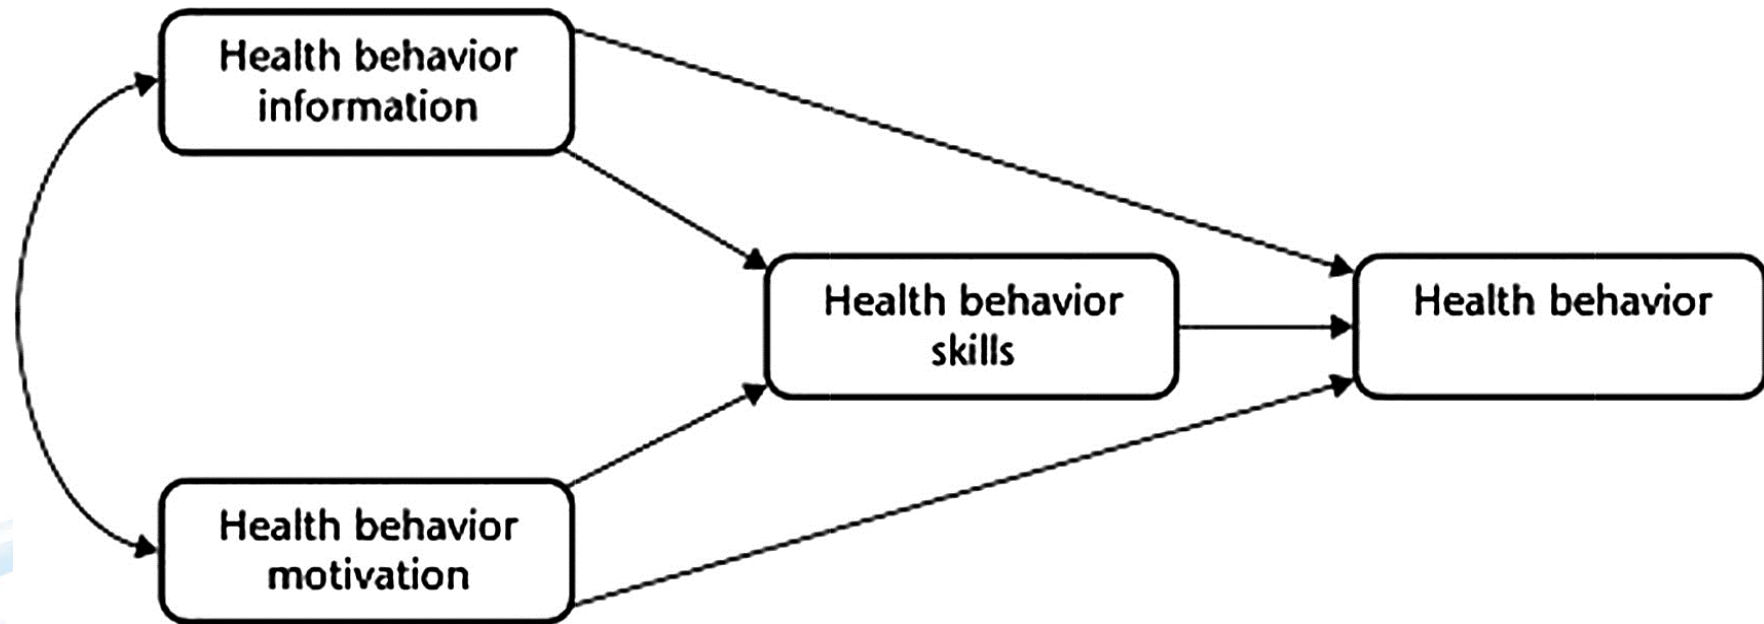 Health behavior
information
Health behavior
skills
Health behavior
Health behavior
motivation